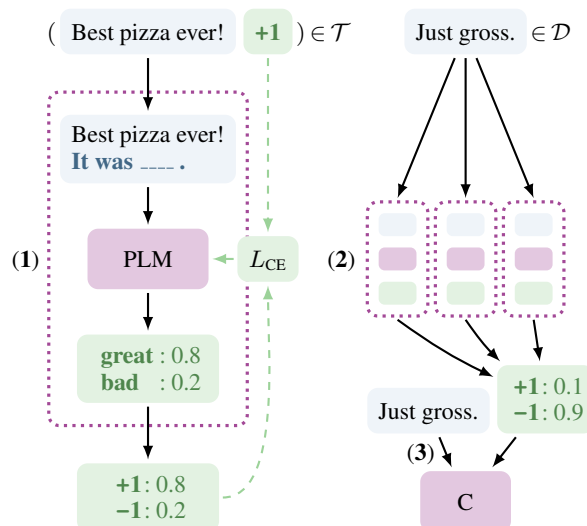 ( Best pizza ever! +1 ) ∈ 𝒯
Best pizza ever!
It was ____ .
(1)
PLM
L_CE
great : 0.8
bad : 0.2
+1: 0.8
−1: 0.2
Just gross. ∈ 𝒟
(2)
+1: 0.1
−1: 0.9
Just gross.
(3)
C